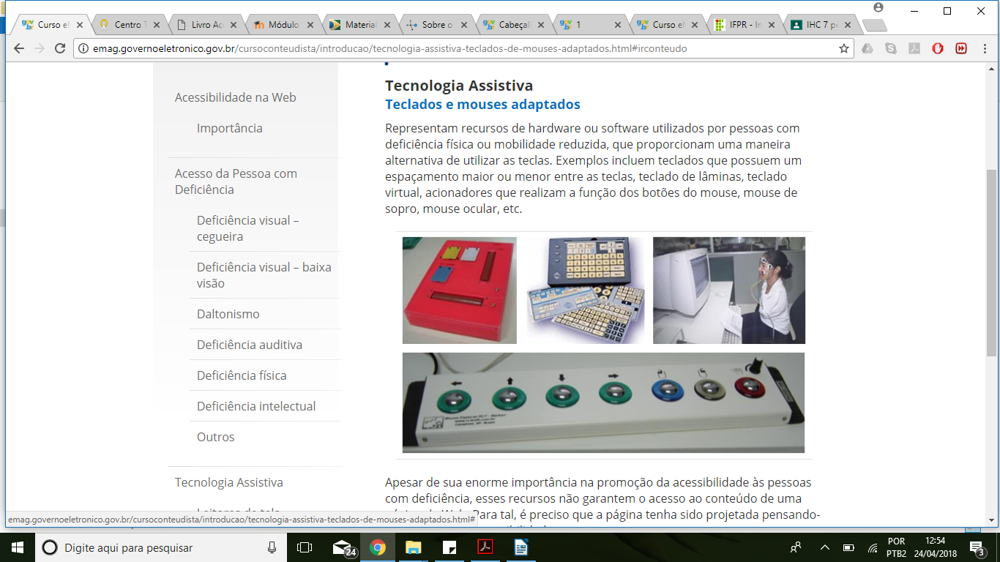 Curso el
Centro T
Livro Ac
Módulo
Material
Sobre o
Cabeçal
1
Curso el
IFPR - In
IHC 7 pe
emag.governoeletronico.gov.br/cursoconteudista/introducao/tecnologia-assistiva-teclados-de-mouses-adaptados.html#irconteudo
Acessibilidade na Web
Importância
Acesso da Pessoa com
Deficiência
Deficiência visual –
cegueira
Deficiência visual – baixa
visão
Daltonismo
Deficiência auditiva
Deficiência física
Deficiência intelectual
Outros
Tecnologia Assistiva
Leitores de tela
Tecnologia Assistiva
Teclados e mouses adaptados
Representam recursos de hardware ou software utilizados por pessoas com
deficiência física ou mobilidade reduzida, que proporcionam uma maneira
alternativa de utilizar as teclas. Exemplos incluem teclados que possuem um
espaçamento maior ou menor entre as teclas, teclado de lâminas, teclado
virtual, acionadores que realizam a função dos botões do mouse, mouse de
sopro, mouse ocular, etc.
Apesar de sua enorme importância na promoção da acessibilidade às pessoas
com deficiência, esses recursos não garantem o acesso ao conteúdo de uma
Web. Para tal, é preciso que a página tenha sido projetada pensando-
emag.governoeletronico.gov.br/cursoconteudista/introducao/tecnologia-assistiva-teclados-de-mouses-adaptados.html#
Digite aqui para pesquisar
24
POR
PTB2
12:54
24/04/2018
3